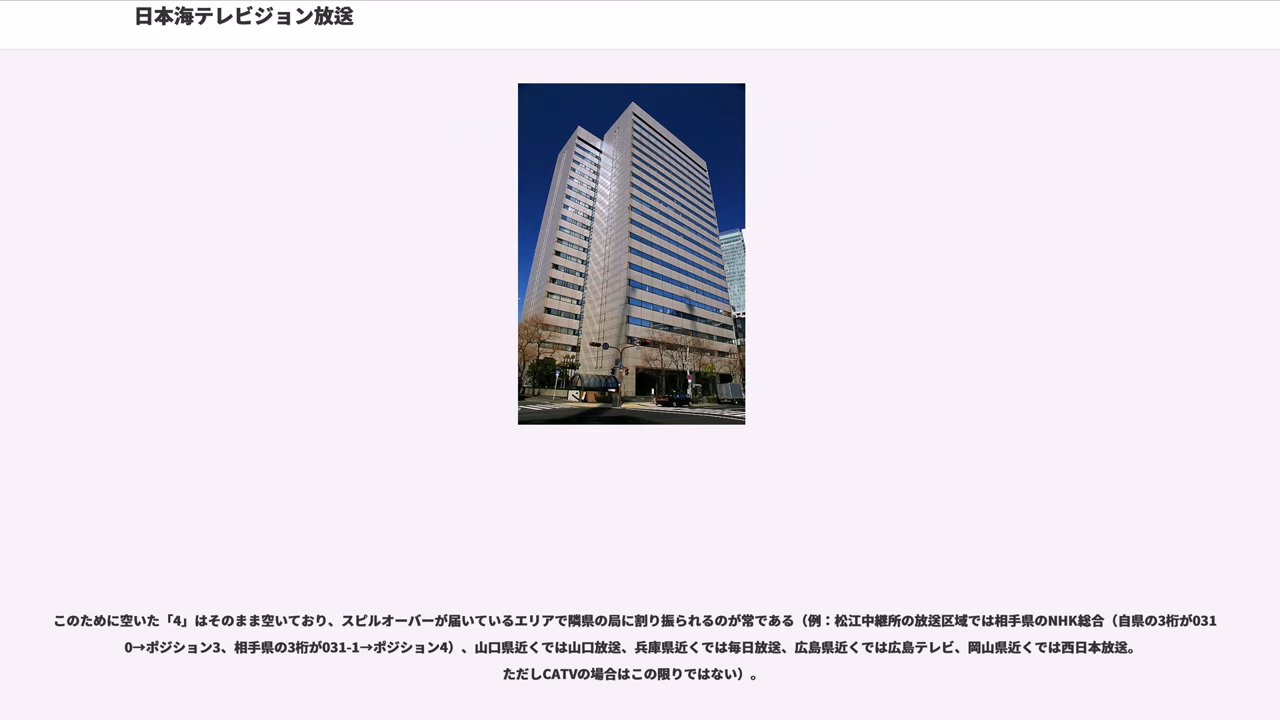 日本海テレビジョン放送
このために空いた「4」はそのまま空いており、スピルオーバーが届いているエリアで隣県の局に割り振られるのが常である（例：松江中継所の放送区域では相手県のNHK総合（自県の3桁が031
0→ポジション3、相手県の3桁が031-1→ポジション4）、山口県近くでは山口放送、兵庫県近くでは毎日放送、広島県近くでは広島テレビ、岡山県近くでは西日本放送。
ただしCATVの場合はこの限りではない）。